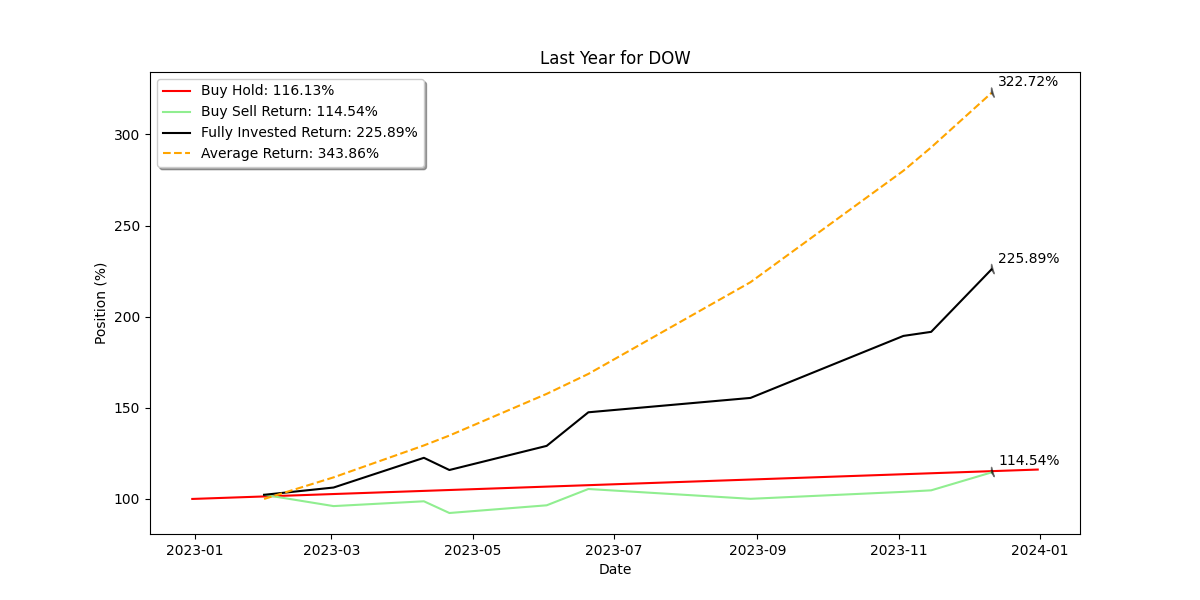 Last Year for DOW
322.72%
Buy Hold: 116.13%
Buy Sell Return: 114.54%
Fully Invested Return: 225.89%
Average Return: 343.86%
300
250
225.89%
200
150
114.54%
100
Position (%)
2023-01 2023-03 2023-05 2023-07 2023-09 2023-11 2024-01
Date